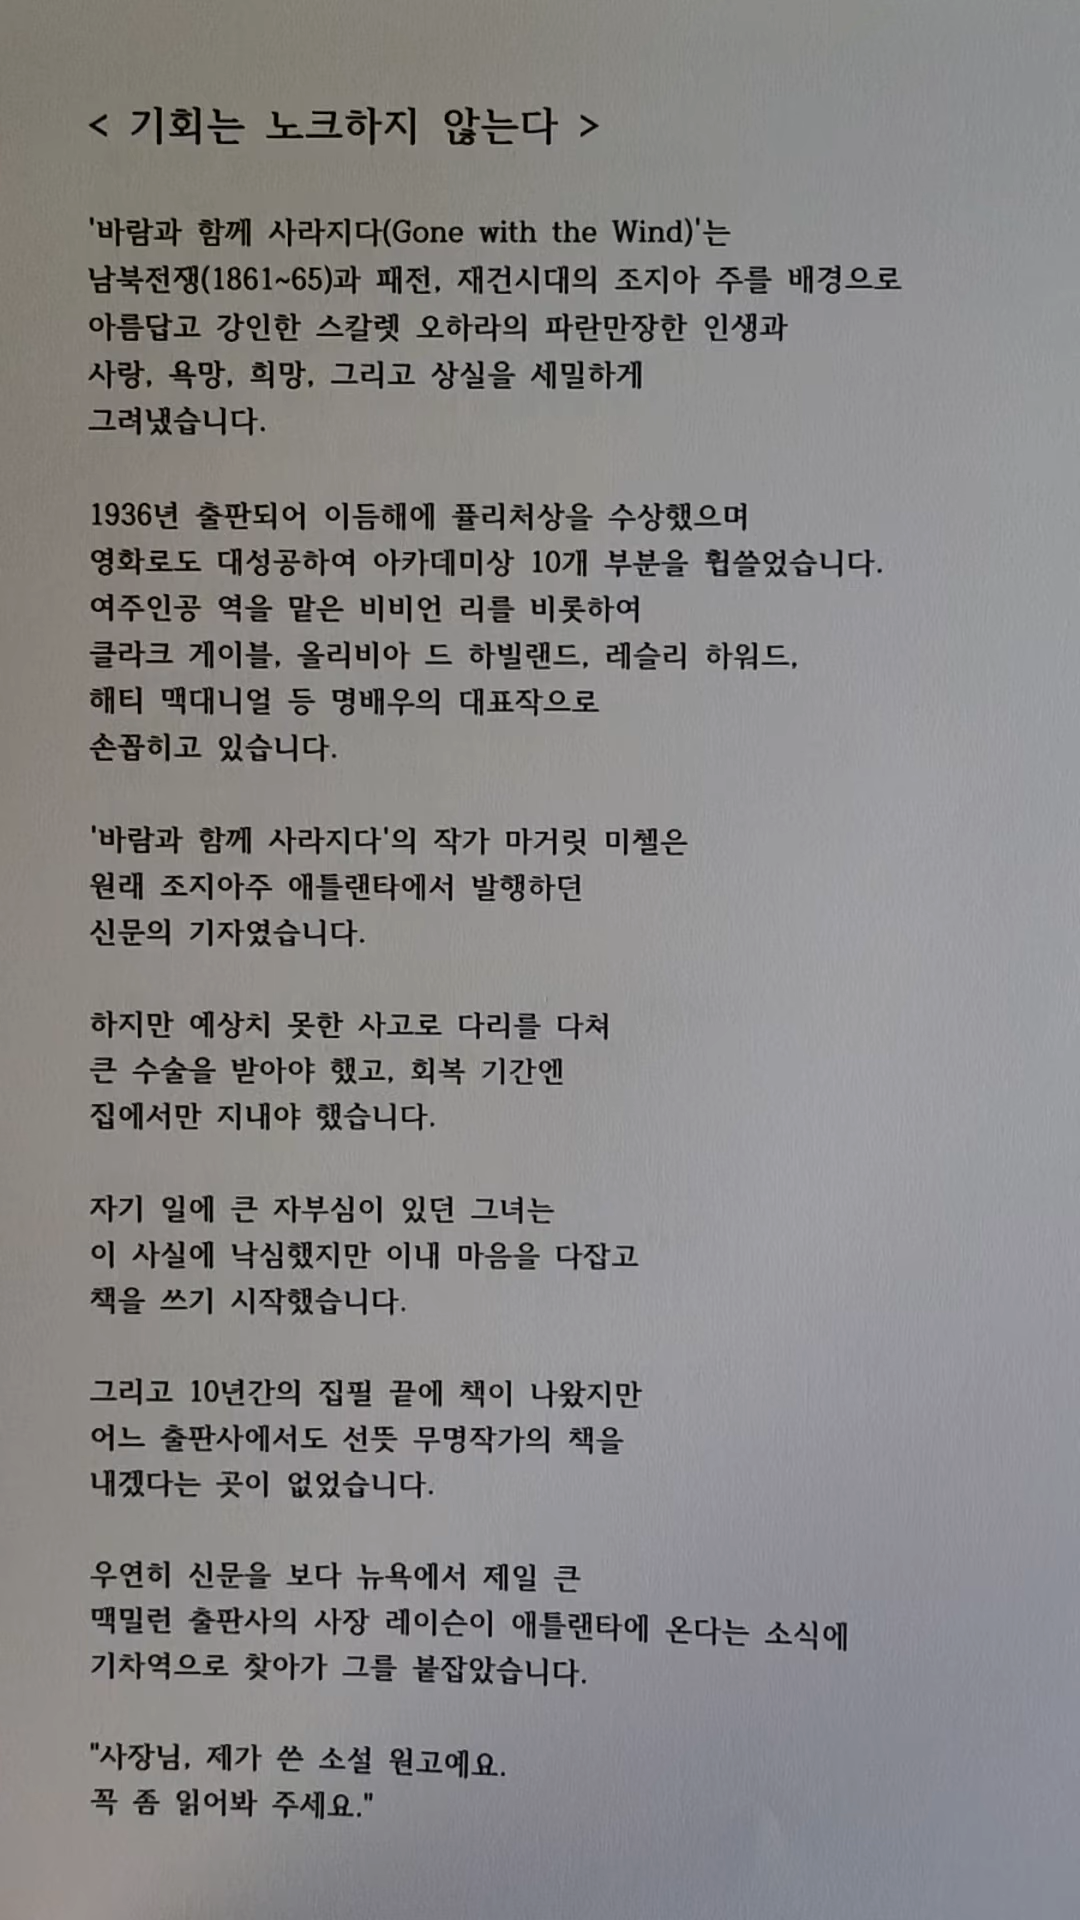 < 기회는 노크하지 않는다 >
'바람과 함께 사라지다(Gone with the Wind)'는
남북전쟁(1861~65)과 패전, 재건시대의 조지아 주를 배경으로
아름답고 강인한 스칼렛 오하라의 파란만장한 인생과
사랑, 욕망, 희망, 그리고 상실을 세밀하게
그려냈습니다.
1936년 출판되어 이듬해에 퓰리처상을 수상했으며
영화로도 대성공하여 아카데미상 10개 부분을 휩쓸었습니다.
여주인공 역을 맡은 비비언 리를 비롯하여
클라크 게이블, 올리비아 드 하빌랜드, 레슬리 하워드,
해티 맥대니얼 등 명배우의 대표작으로
손꼽히고 있습니다.
'바람과 함께 사라지다'의 작가 마거릿 미첼은
원래 조지아주 애틀랜타에서 발행하던
신문의 기자였습니다.
하지만 예상치 못한 사고로 다리를 다쳐
큰 수술을 받아야 했고, 회복 기간엔
집에서만 지내야 했습니다.
자기 일에 큰 자부심이 있던 그녀는
이 사실에 낙심했지만 이내 마음을 다잡고
책을 쓰기 시작했습니다.
그리고 10년간의 집필 끝에 책이 나왔지만
어느 출판사에서도 선뜻 무명작가의 책을
내겠다는 곳이 없었습니다.
우연히 신문을 보다 뉴욕에서 제일 큰
맥밀런 출판사의 사장 레이슨이 애틀랜타에 온다는 소식에
기차역으로 찾아가 그를 붙잡았습니다.
"사장님, 제가 쓴 소설 원고예요.
꼭 좀 읽어봐 주세요."